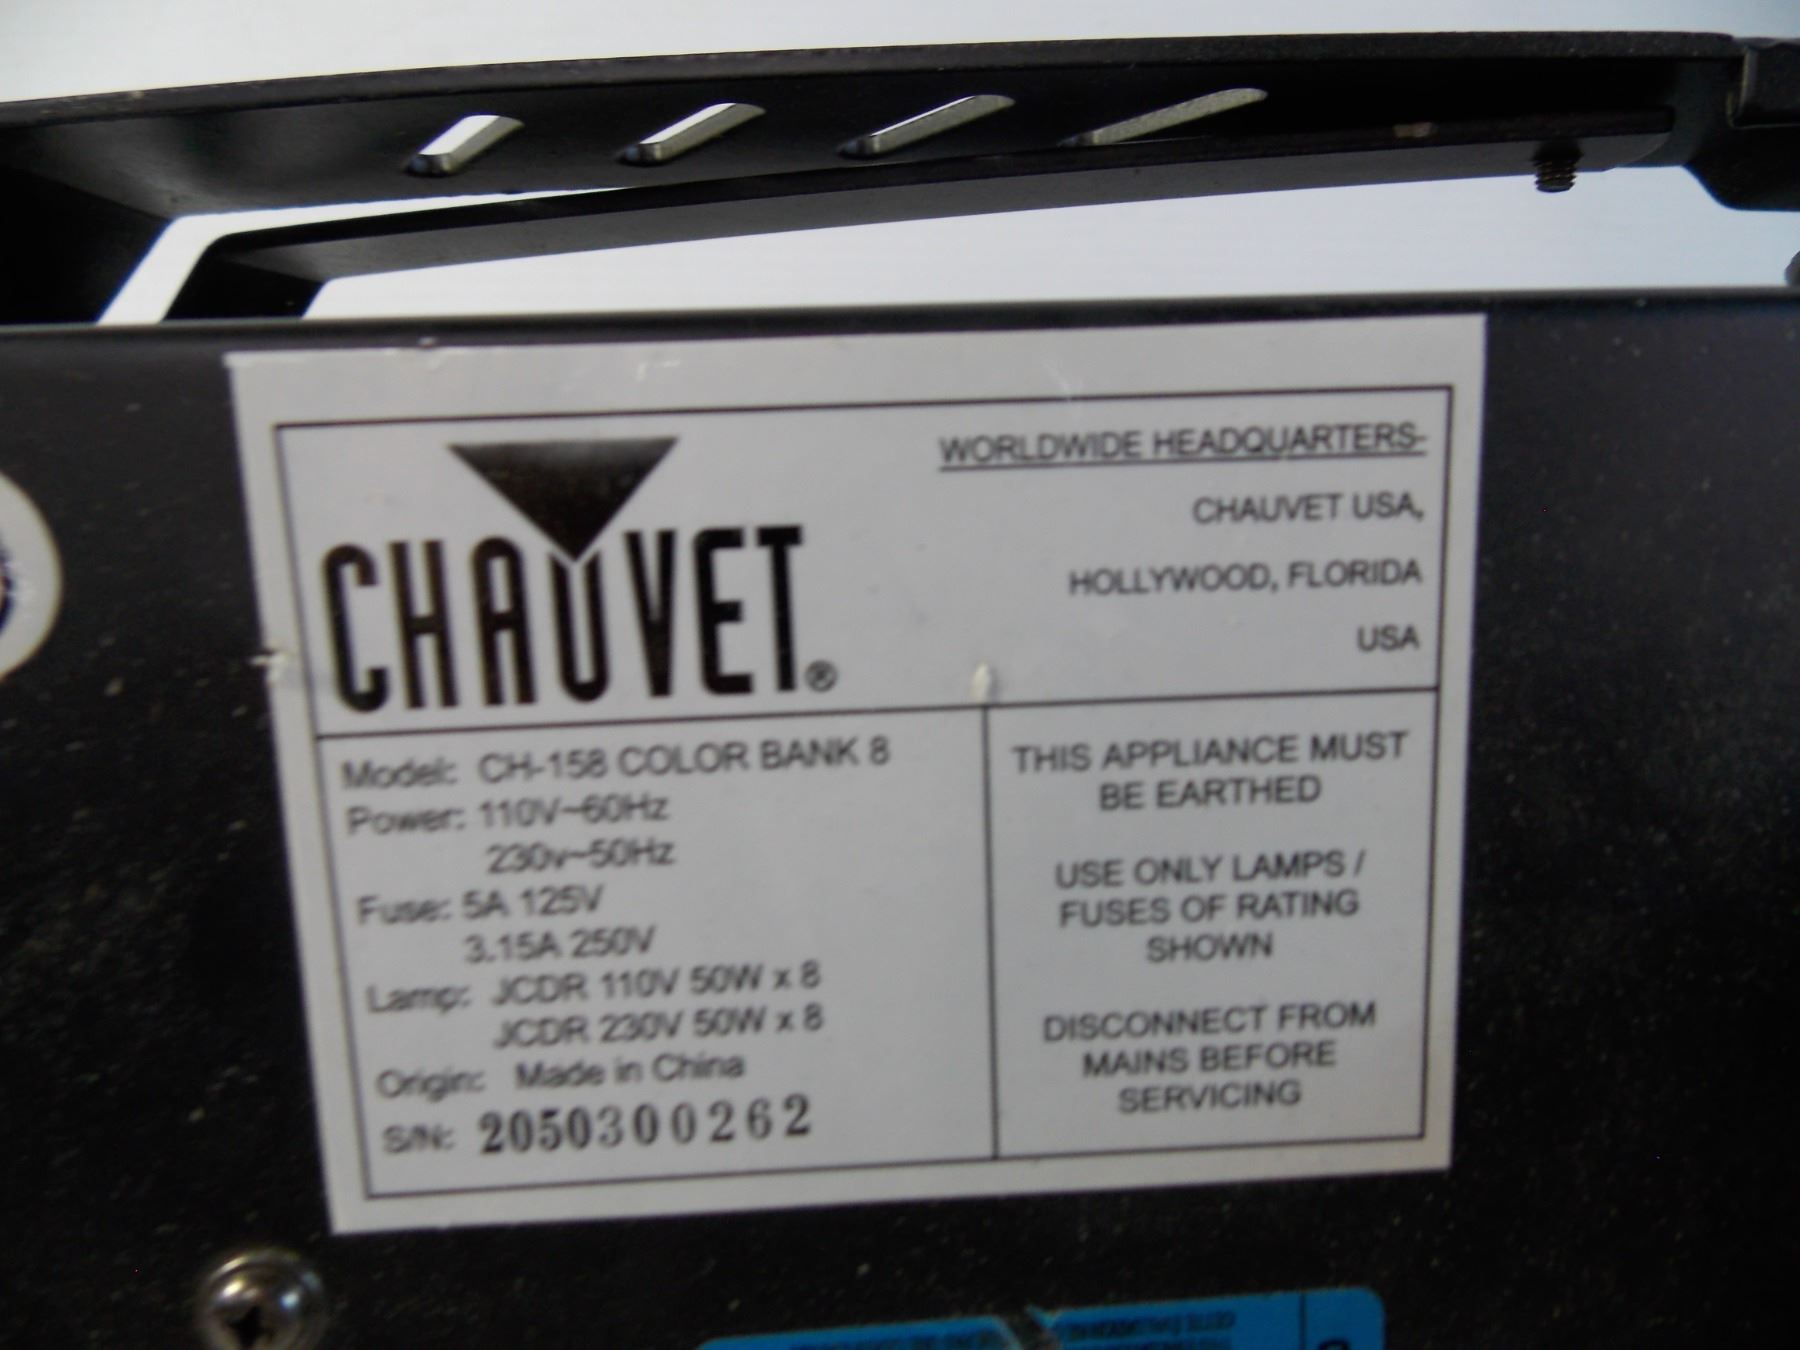 CHAUVET®
WORLDWIDE HEADQUARTERS-
CHAUVET USA,
HOLLYWOOD, FLORIDA
USA
Model: CH-158 COLOR BANK 8
Power: 110V~60Hz
230v~50Hz
Fuse: 5A 125V
3.15A 250V
Lamp: JCDR 110V 50W x 8
JCDR 230V 50W x 8
Origin: Made in China
S/N: 2050300262
THIS APPLIANCE MUST
BE EARTHED
USE ONLY LAMPS /
FUSES OF RATING
SHOWN
DISCONNECT FROM
MAINS BEFORE
SERVICING